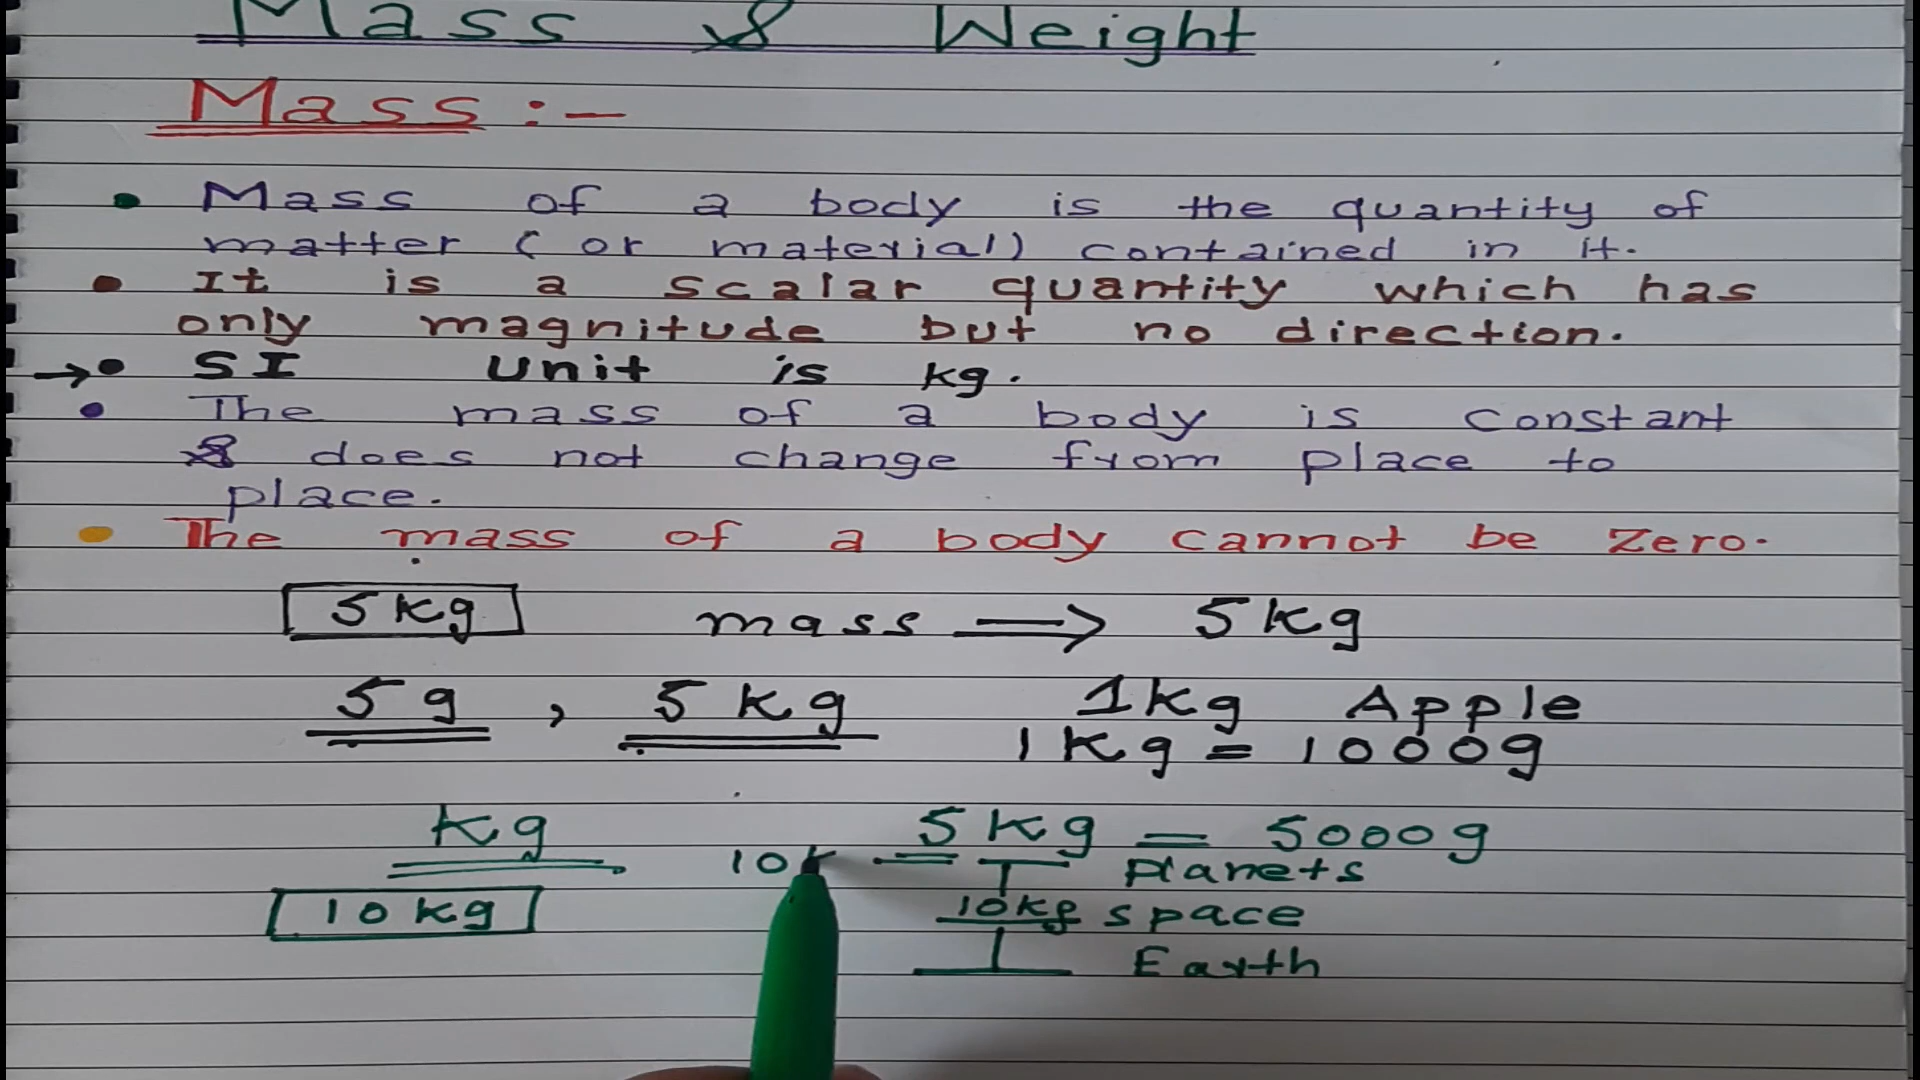 Mass & Weight
Mass :-
Mass of a body is the quantity of
matter (or material) contained in it.
It is a scalar quantity which has
only magnitude but no direction.
→ SI Unit is kg.
The mass of a body is constant
& does not change from place to
place.
The mass of a body cannot be zero.
5kg mass ⟹ 5kg
5g , 5kg 1kg Apple
1kg = 1000g
kg 5kg = 5000g
10k Planets
10kg 10kg space
Earth